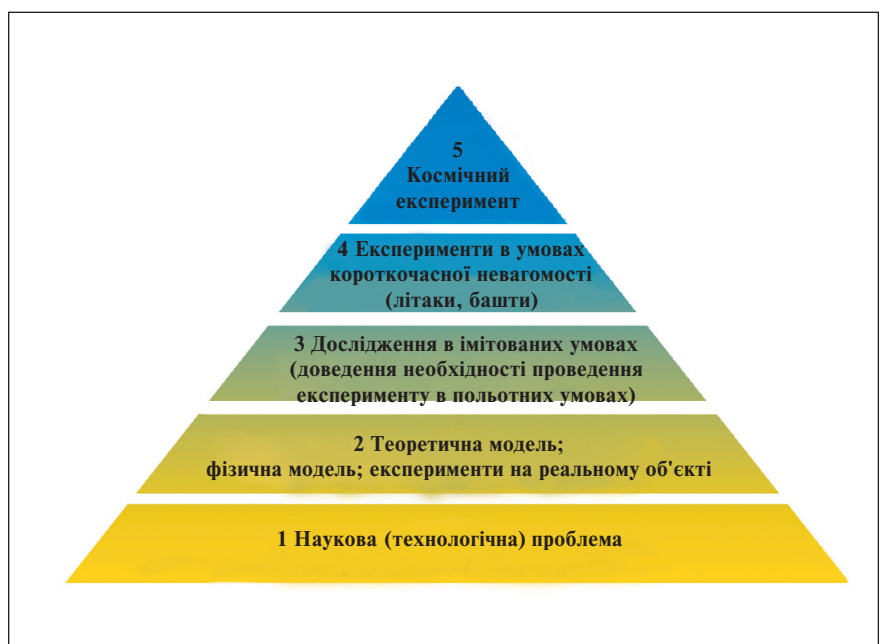 5
Космічний
експеримент
4 Експерименти в умовах
короткочасної невагомості
(літаки, башти)
3 Дослідження в імітованих умовах
(доведення необхідності проведення
експерименту в польотних умовах)
2 Теоретична модель;
фізична модель; експерименти на реальному об'єкті
1 Наукова (технологічна) проблема